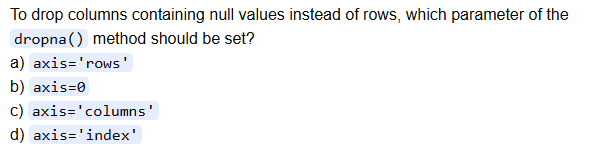 To drop columns containing null values instead of rows, which parameter of the
dropna() method should be set?
a) axis='rows'
b) axis=0
c) axis='columns'
d) axis='index'